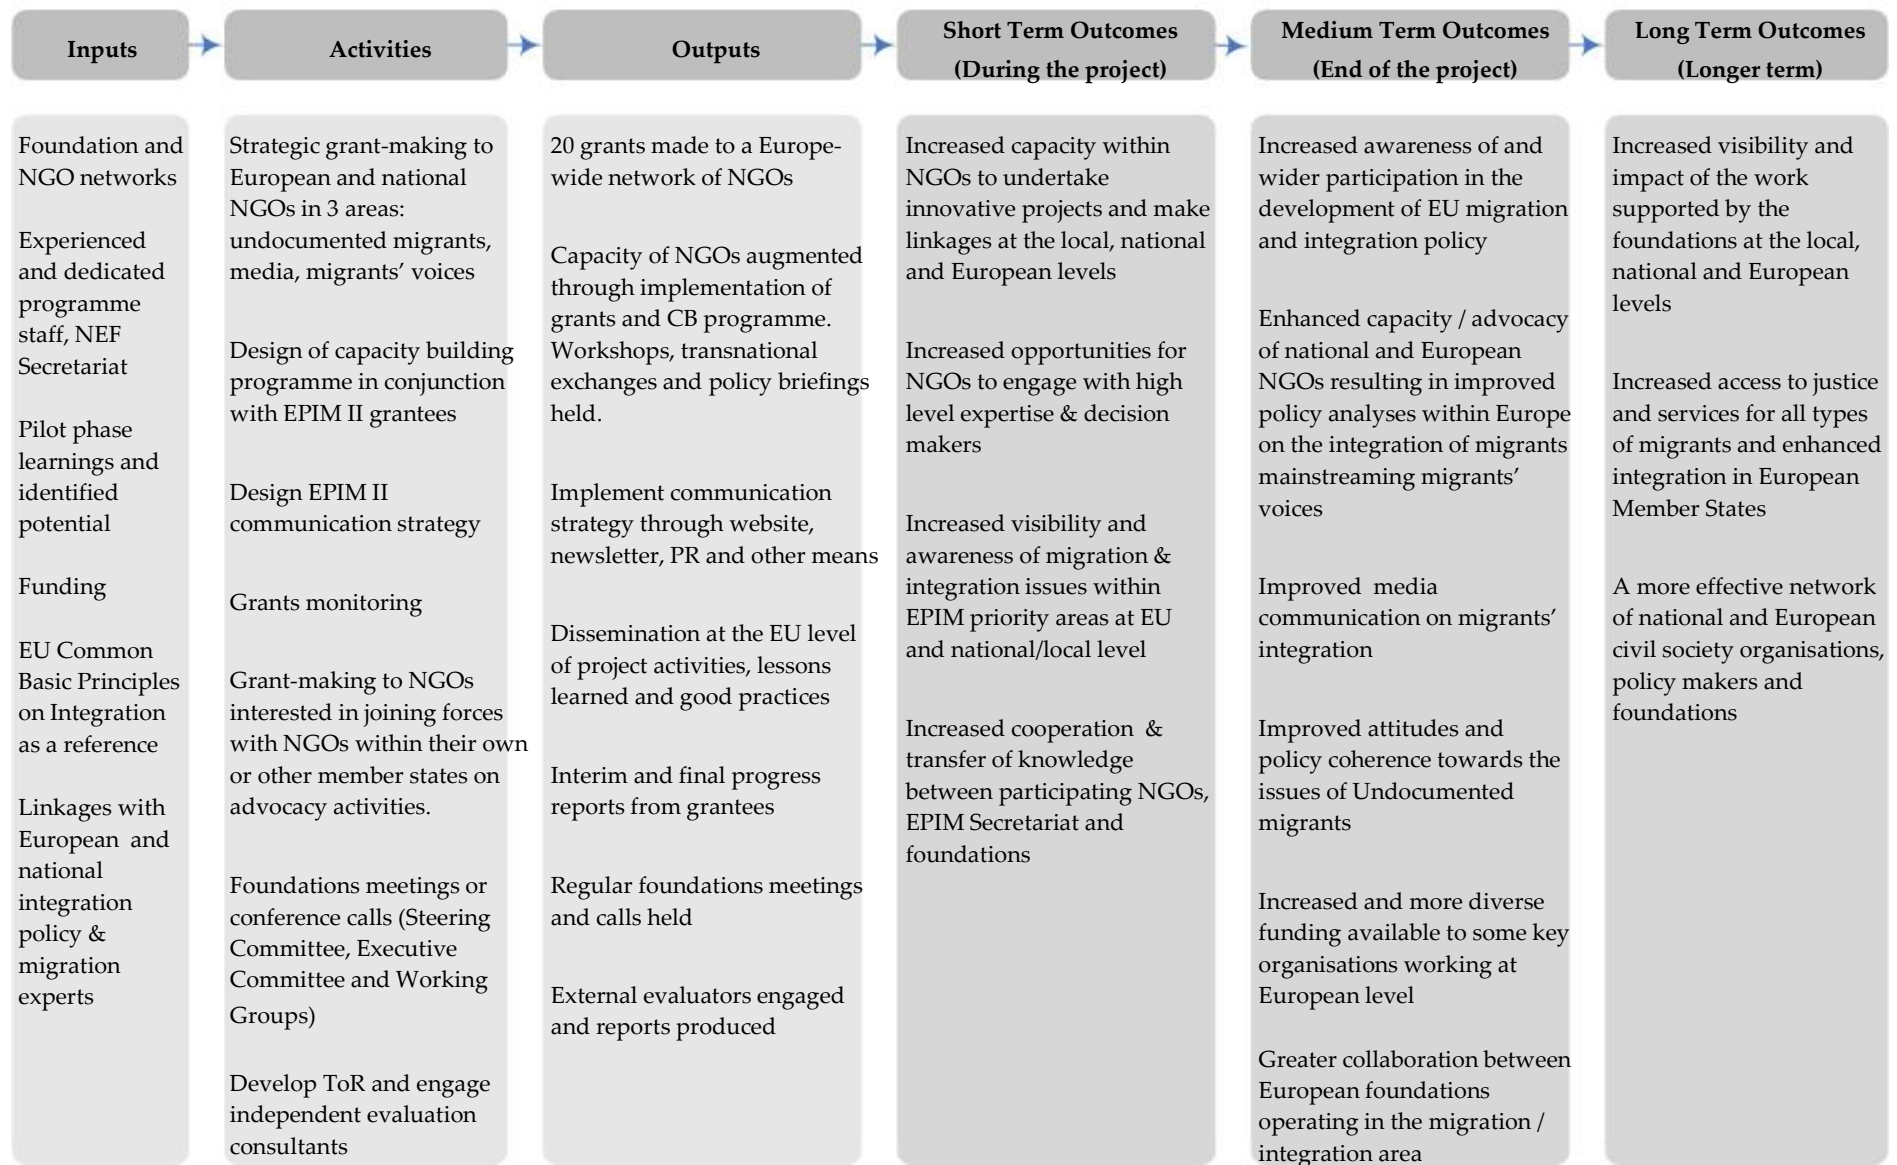 Inputs
Activities
Outputs
Short Term Outcomes
(During the project)
Medium Term Outcomes
(End of the project)
Long Term Outcomes
(Longer term)
Foundation and
NGO networks
Experienced
and dedicated
programme
staff, NEF
Secretariat
Pilot phase
learnings and
identified
potential
Funding
EU Common
Basic Principles
on Integration
as a reference
Linkages with
European and
national
integration
policy &
migration
experts
Strategic grant-making to
European and national
NGOs in 3 areas:
undocumented migrants,
media, migrants’ voices
Design of capacity building
programme in conjunction
with EPIM II grantees
Design EPIM II
communication strategy
Grants monitoring
Grant-making to NGOs
interested in joining forces
with NGOs within their own
or other member states on
advocacy activities.
Foundations meetings or
conference calls (Steering
Committee, Executive
Committee and Working
Groups)
Develop ToR and engage
independent evaluation
consultants
20 grants made to a Europe-
wide network of NGOs
Capacity of NGOs augmented
through implementation of
grants and CB programme.
Workshops, transnational
exchanges and policy briefings
held.
Implement communication
strategy through website,
newsletter, PR and other means
Dissemination at the EU level
of project activities, lessons
learned and good practices
Interim and final progress
reports from grantees
Regular foundations meetings
and calls held
External evaluators engaged
and reports produced
Increased capacity within
NGOs to undertake
innovative projects and make
linkages at the local, national
and European levels
Increased opportunities for
NGOs to engage with high
level expertise & decision
makers
Increased visibility and
awareness of migration &
integration issues within
EPIM priority areas at EU
and national/local level
Increased cooperation &
transfer of knowledge
between participating NGOs,
EPIM Secretariat and
foundations
Increased awareness of and
wider participation in the
development of EU migration
and integration policy
Enhanced capacity / advocacy
of national and European
NGOs resulting in improved
policy analyses within Europe
on the integration of migrants
mainstreaming migrants’
voices
Improved media
communication on migrants’
integration
Improved attitudes and
policy coherence towards the
issues of Undocumented
migrants
Increased and more diverse
funding available to some key
organisations working at
European level
Greater collaboration between
European foundations
operating in the migration /
integration area
Increased visibility and
impact of the work
supported by the
foundations at the local,
national and European
levels
Increased access to justice
and services for all types
of migrants and enhanced
integration in European
Member States
A more effective network
of national and European
civil society organisations,
policy makers and
foundations